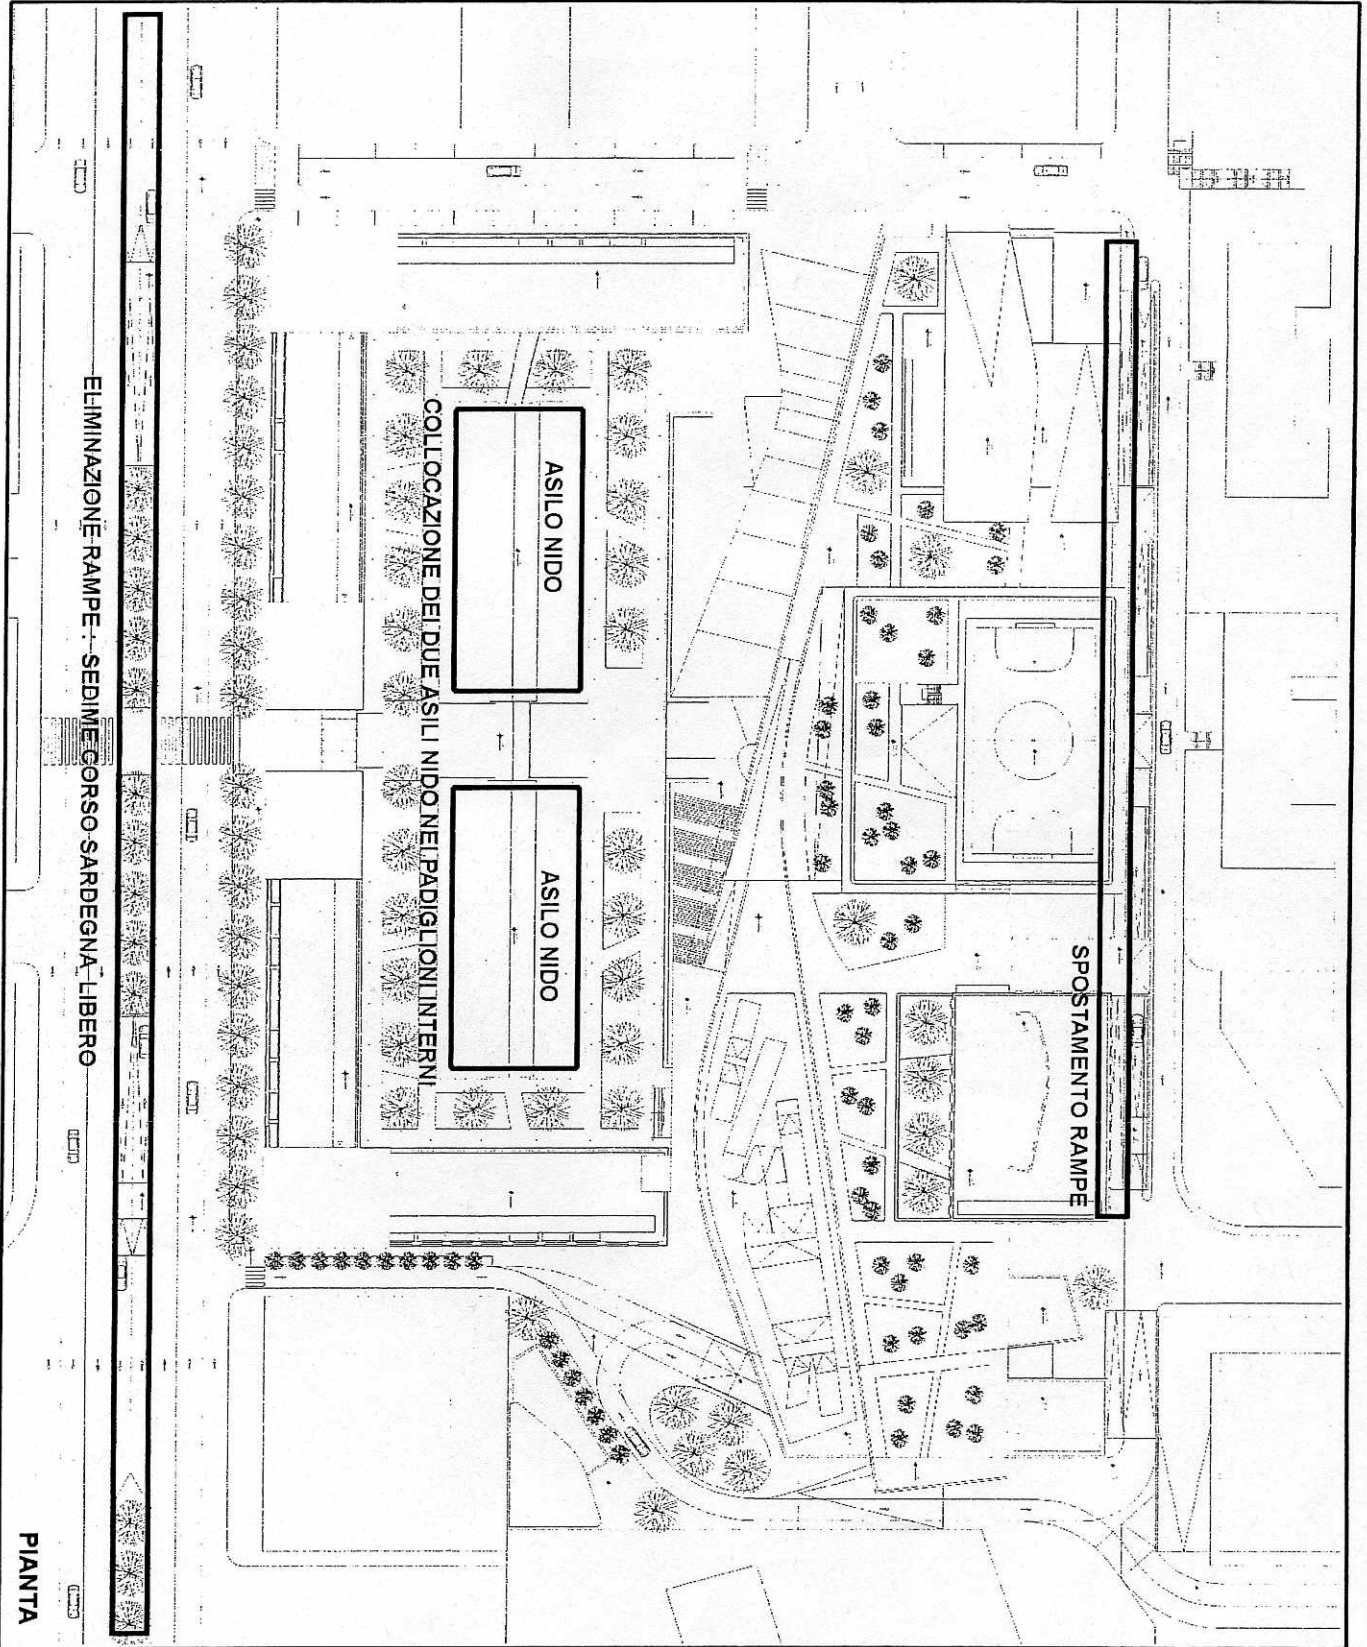 SPOSTAMENTO RAMPE
ASILO NIDO
ASILO NIDO
COLLOCAZIONE DEI DUE ASILI NIDO NEI PADIGLIONI INTERNI
ELIMINAZIONE RAMPE : SEDIME CORSO SARDEGNA LIBERO
PIANTA